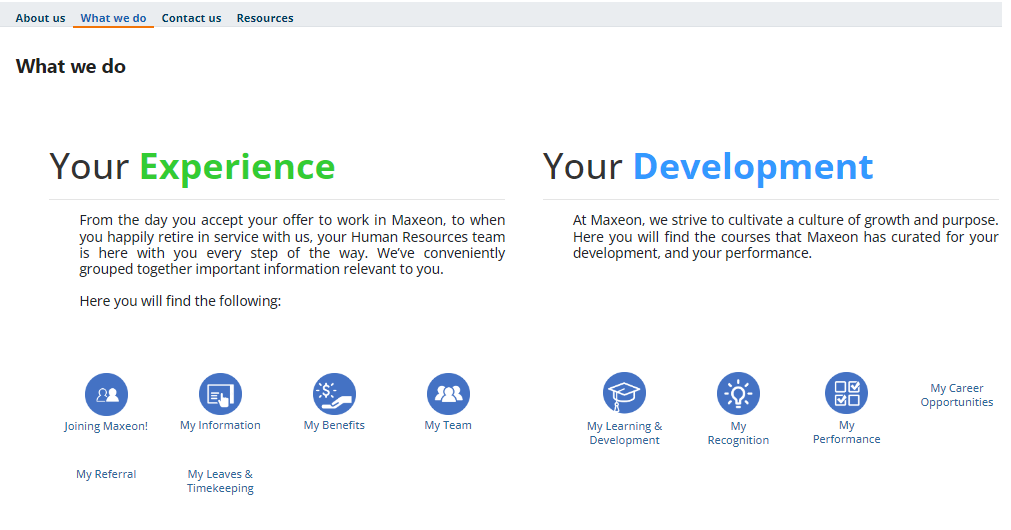 About us What we do Contact us Resources
What we do
Your Experience
From the day you accept your offer to work in Maxeon, to when
you happily retire in service with us, your Human Resources team
is here with you every step of the way. We've conveniently
grouped together important information relevant to you.
Here you will find the following:
Joining Maxeon!
My Information
My Benefits
My Team
My Referral
My Leaves &
Timekeeping
Your Development
At Maxeon, we strive to cultivate a culture of growth and purpose.
Here you will find the courses that Maxeon has curated for your
development, and your performance.
My Learning &
Development
My
Recognition
My
Performance
My Career
Opportunities